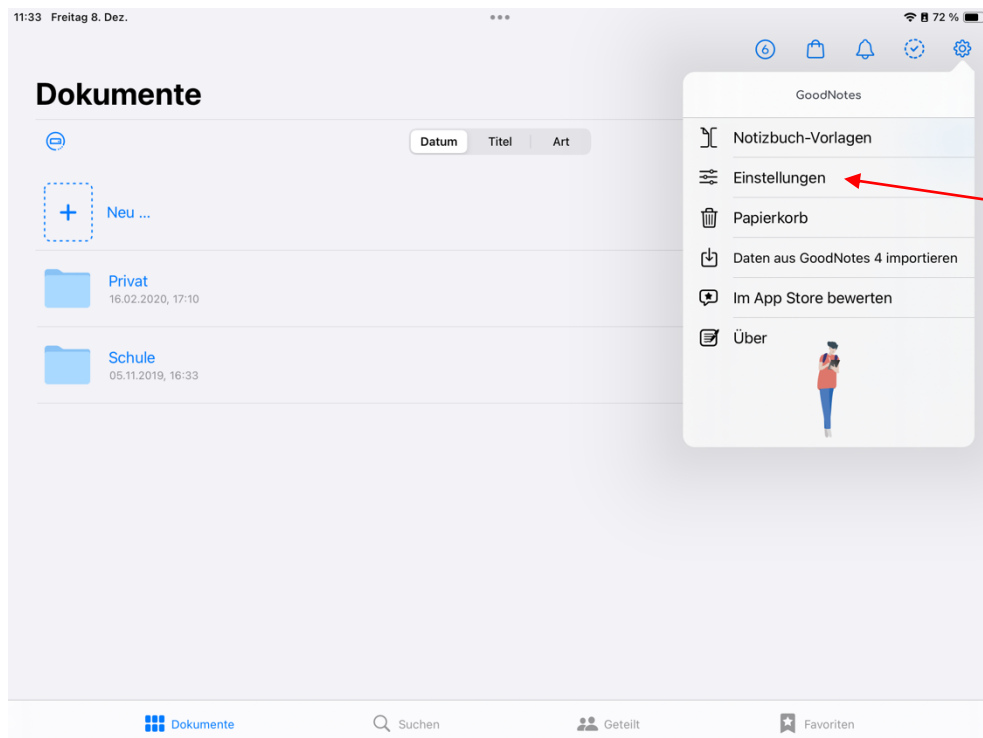 11:33 Freitag 8. Dez.
72 %
6
Dokumente
GoodNotes
Notizbuch-Vorlagen
Einstellungen
Papierkorb
Daten aus GoodNotes 4 importieren
Im App Store bewerten
Über
Datum Titel Art
Neu ...
Privat
16.02.2020, 17:10
Schule
05.11.2019, 16:33
Dokumente Suchen Geteilt Favoriten